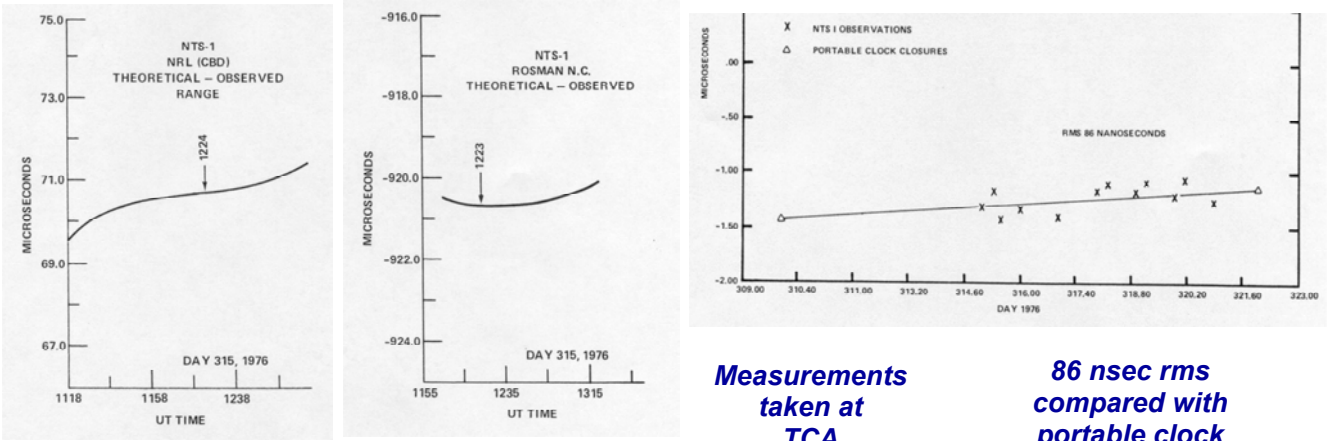 75.0
73.0
71.0
69.0
67.0
MICROSECONDS
NTS-1
NRL (CBD)
THEORETICAL – OBSERVED
RANGE
1224
DAY 315, 1976
1118 1158 1238
UT TIME
-916.0
-918.0
-920.0
-922.0
-924.0
MICROSECONDS
NTS-1
ROSMAN N.C.
THEORETICAL – OBSERVED
1223
DAY 315, 1976
1155 1235 1315
UT TIME
MICROSECONDS
.00
-.50
-1.00
-1.50
-2.00
X NTS I OBSERVATIONS
△ PORTABLE CLOCK CLOSURES
RMS 86 NANOSECONDS
X X X X X X X X X X X X
309.00 310.40 311.00 313.20 314.60 316.00 317.40 318.80 320.20 321.60 323.00
DAY 1976
Measurements
taken at
TCA
86 nsec rms
compared with
portable clock